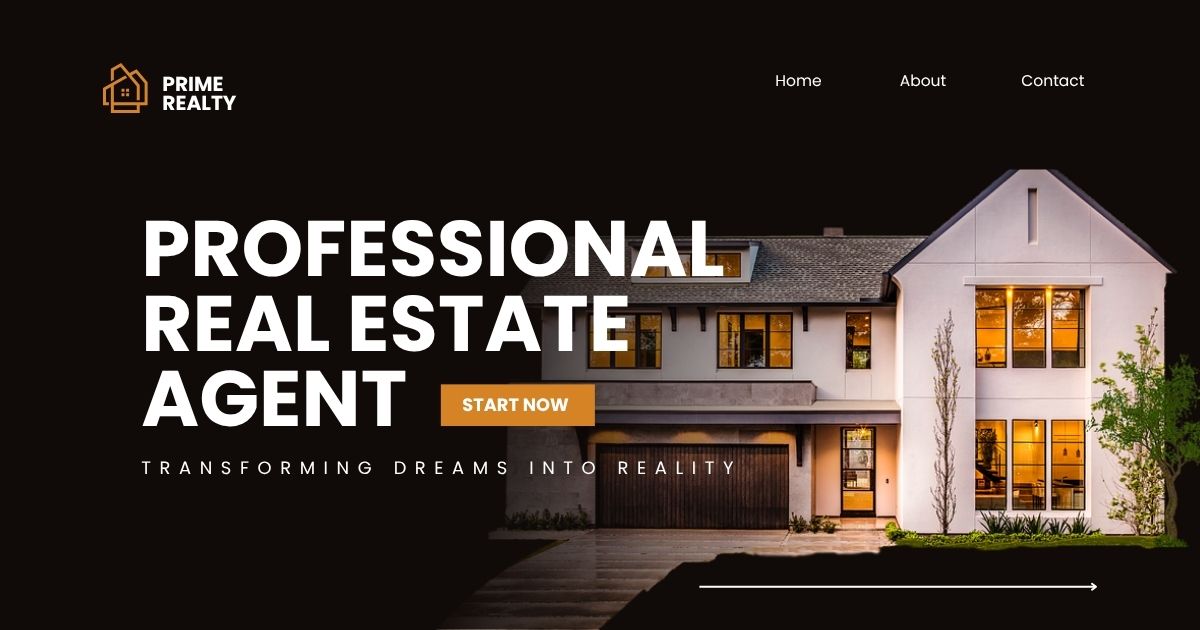 PRIME
REALTY
Home About Contact
PROFESSIONAL
REAL ESTATE
AGENT
START NOW
TRANSFORMING DREAMS INTO REALITY